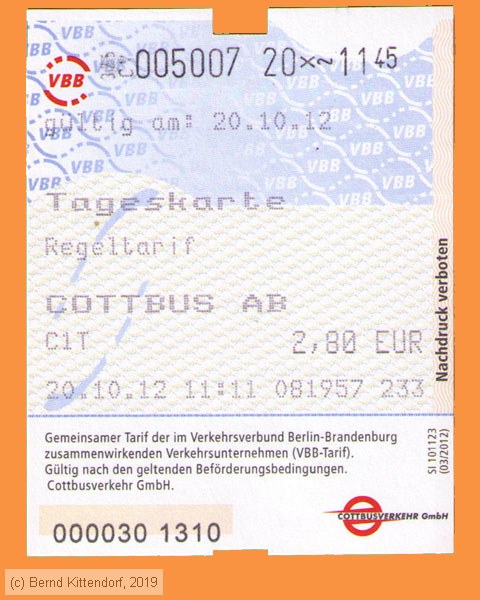 VBB
005007 20 X~1145
gültig am: 20.10.12
Tageskarte
Regeltarif
COTTBUS AB
C1T 2,80 EUR
20.10.12 11:11 081957 233
Nachdruck verboten
Gemeinsamer Tarif der im Verkehrsverbund Berlin-Brandenburg
zusammenwirkenden Verkehrsunternehmen (VBB-Tarif).
Gültig nach den geltenden Beförderungsbedingungen.
Cottbusverkehr GmbH.
SI 101123
(03/2012)
COTTBUSVERKEHR GmbH
000030 1310
(c) Bernd Kittendorf, 2019